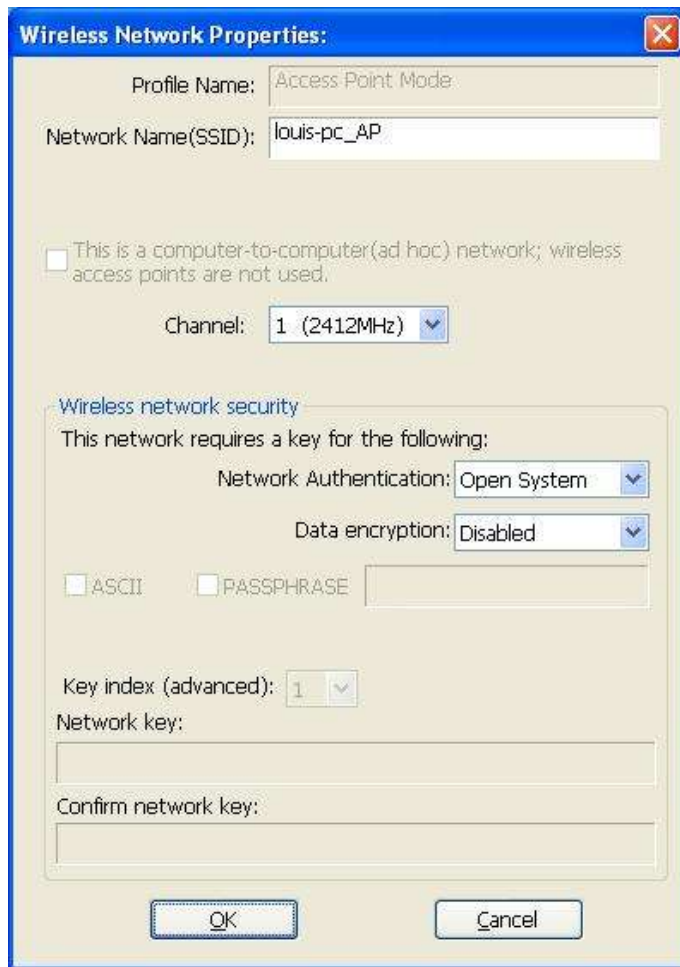 Wireless Network Properties:
Profile Name: Access Point Mode
Network Name(SSID): louis-pc_AP
This is a computer-to-computer(ad hoc) network; wireless
access points are not used.
Channel: 1 (2412MHz)
Wireless network security
This network requires a key for the following:
Network Authentication: Open System
Data encryption: Disabled
ASCII PASSPHRASE
Key index (advanced): 1
Network key:
Confirm network key:
OK Cancel